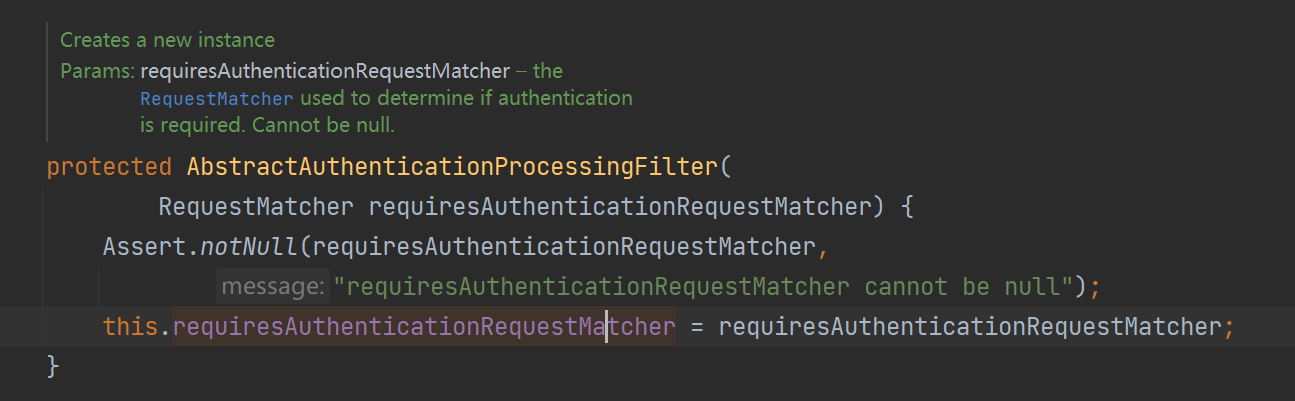 Creates a new instance
Params: requiresAuthenticationRequestMatcher – the
RequestMatcher used to determine if authentication
is required. Cannot be null.
protected AbstractAuthenticationProcessingFilter(
RequestMatcher requiresAuthenticationRequestMatcher) {
Assert.notNull(requiresAuthenticationRequestMatcher,
message: "requiresAuthenticationRequestMatcher cannot be null");
this.requiresAuthenticationRequestMatcher = requiresAuthenticationRequestMatcher;
}